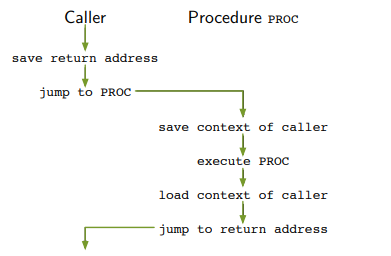 Caller
Procedure PROC
save return address
jump to PROC
save context of caller
execute PROC
load context of caller
jump to return address